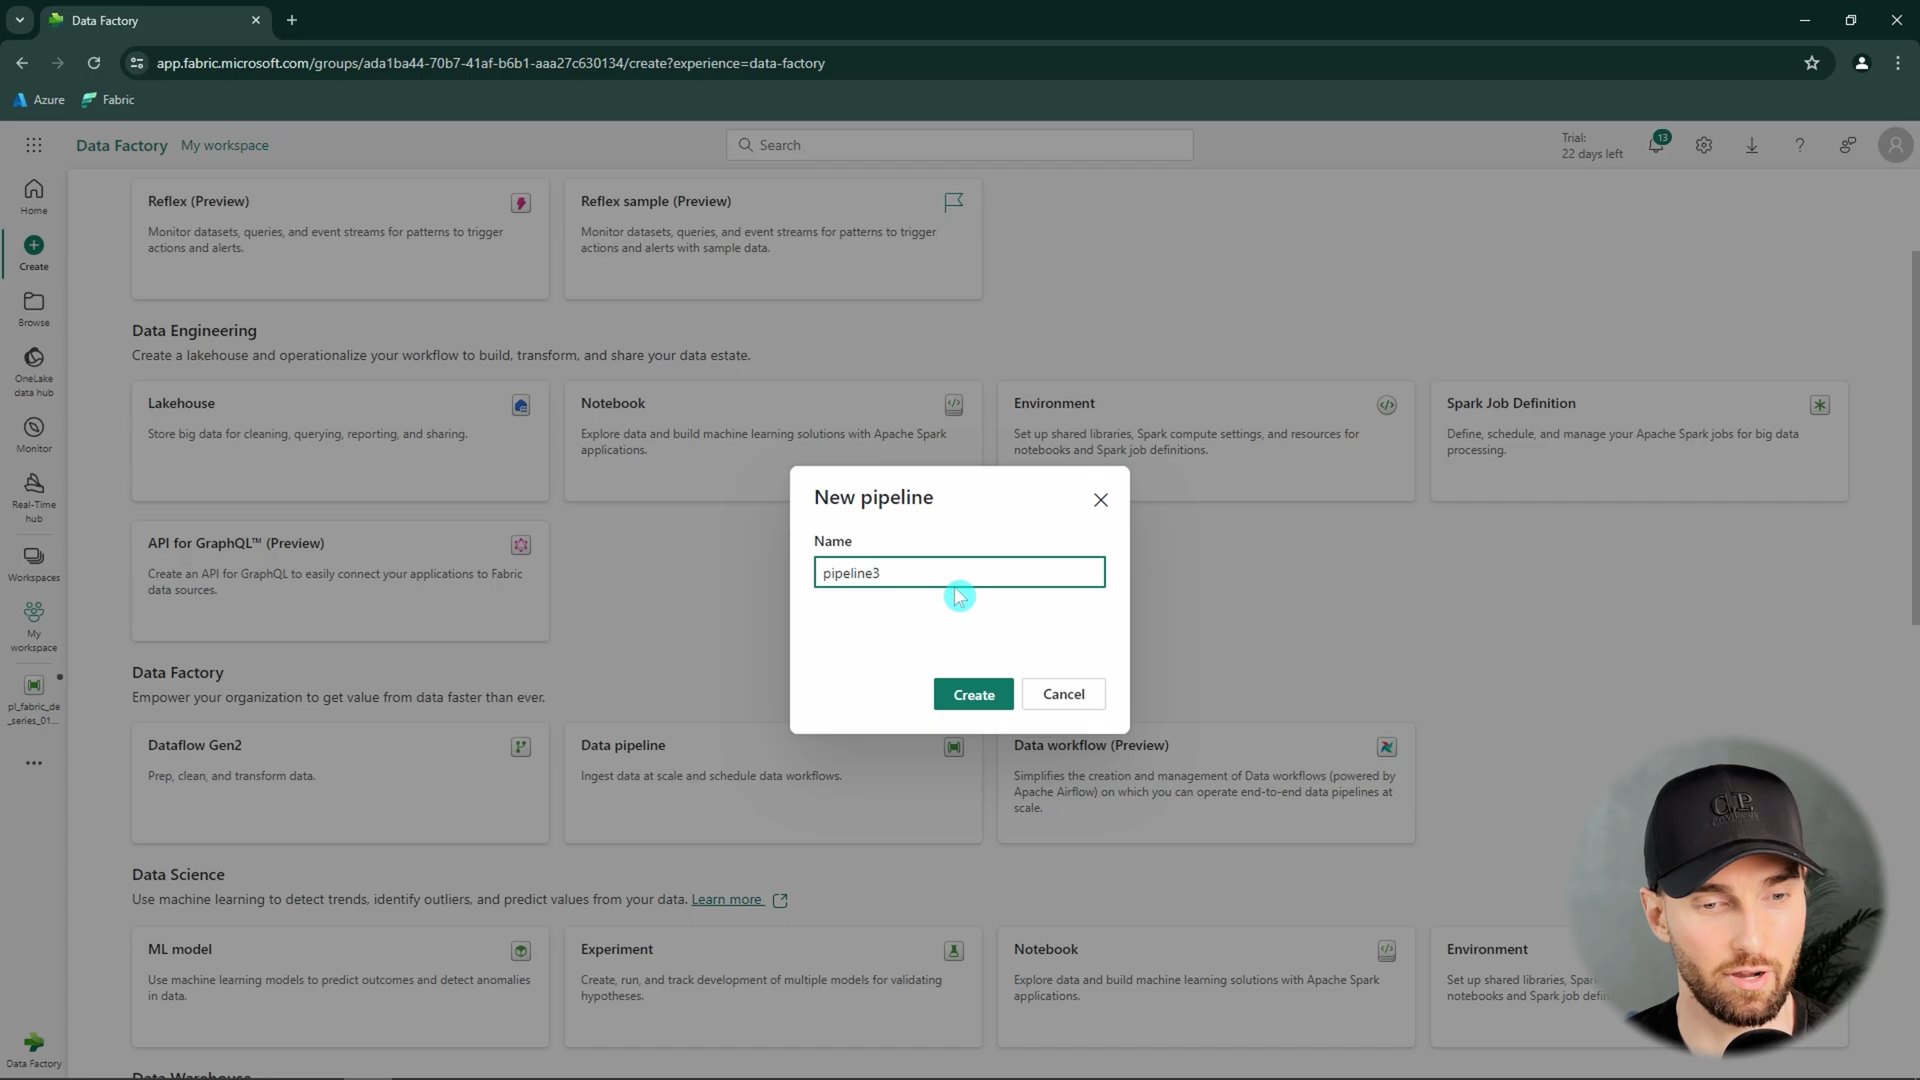 Data Factory
app.fabric.microsoft.com/groups/ada1ba44-70b7-41af-b6b1-aaa27c630134/create?experience=data-factory
Azure
Fabric
Data Factory
My workspace
Search
Trial:
22 days left
13
Home
Create
Browse
OneLake
data hub
Monitor
Real-Time
hub
Workspaces
My
workspace
pl_fabric_de
_series_01...
Data Factory
Reflex (Preview)
Monitor datasets, queries, and event streams for patterns to trigger
actions and alerts.
Reflex sample (Preview)
Monitor datasets, queries, and event streams for patterns to trigger
actions and alerts with sample data.
Data Engineering
Create a lakehouse and operationalize your workflow to build, transform, and share your data estate.
Lakehouse
Store big data for cleaning, querying, reporting, and sharing.
Notebook
Explore data and build machine learning solutions with Apache Spark
applications.
Environment
Set up shared libraries, Spark compute settings, and resources for
notebooks and Spark job definitions.
Spark Job Definition
Define, schedule, and manage your Apache Spark jobs for big data
processing.
API for GraphQL™ (Preview)
Create an API for GraphQL to easily connect your applications to Fabric
data sources.
New pipeline
Name
pipeline3
Create
Cancel
Data Factory
Empower your organization to get value from data faster than ever.
Dataflow Gen2
Prep, clean, and transform data.
Data pipeline
Ingest data at scale and schedule data workflows.
Data workflow (Preview)
Simplifies the creation and management of Data workflows (powered by
Apache Airflow) on which you can operate end-to-end data pipelines at
scale.
Data Science
Use machine learning to detect trends, identify outliers, and predict values from your data. Learn more
ML model
Use machine learning models to predict outcomes and detect anomalies
in data.
Experiment
Create, run, and track development of multiple models for validating
hypotheses.
Notebook
Explore data and build machine learning solutions with Apache Spark
applications.
Environment
Set up shared libraries, Spar
notebooks and Spark job defin
Data Warehouse
C.P.
COMPANY